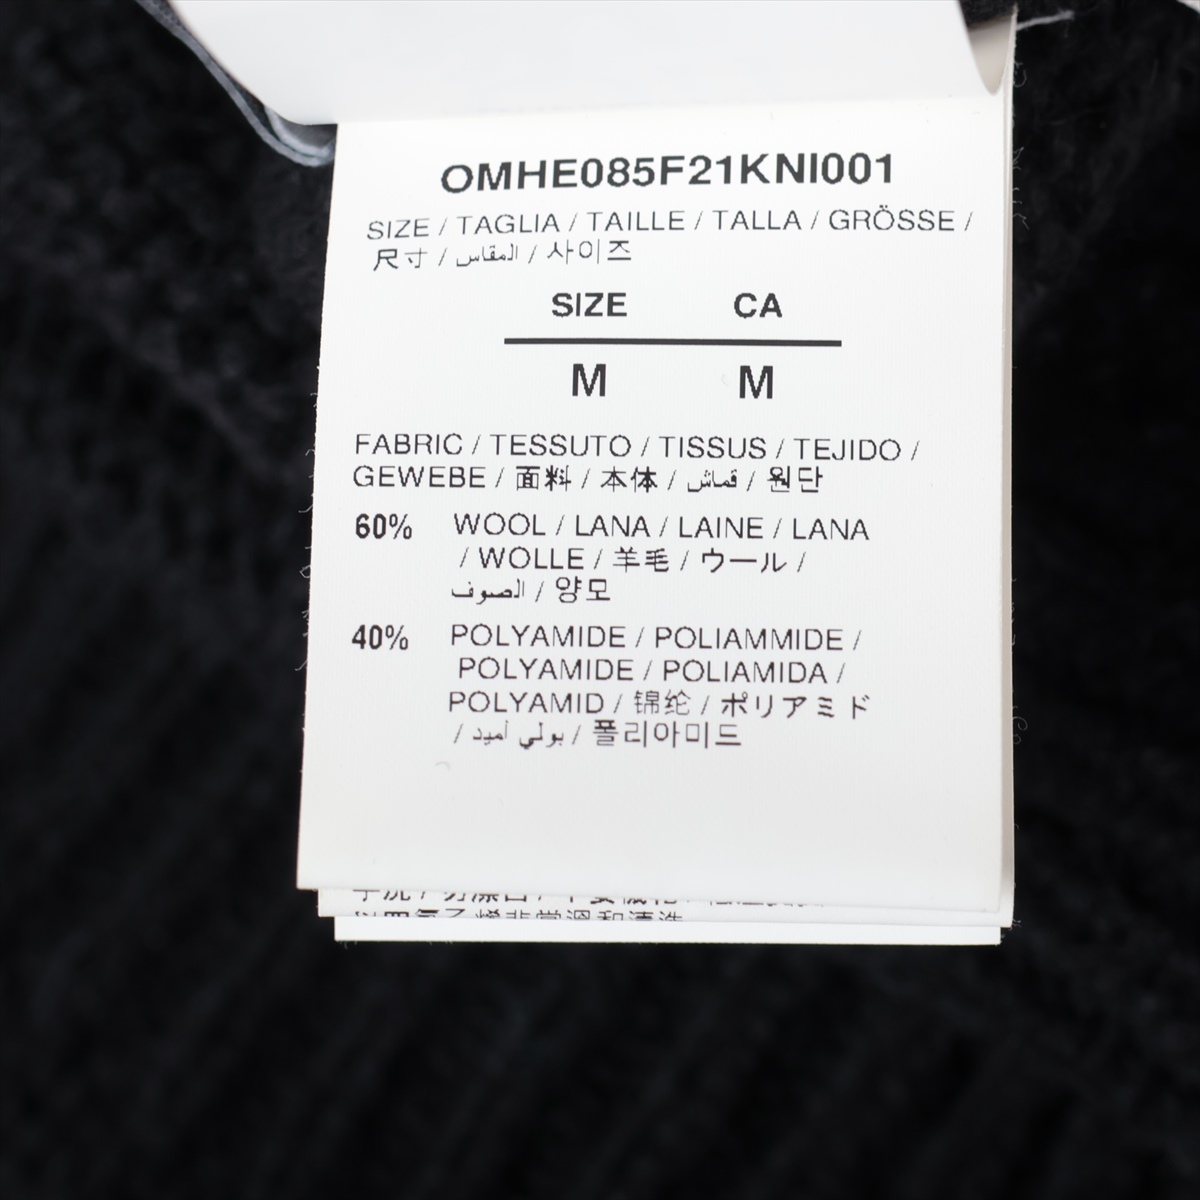 OMHE085F21KNI001
SIZE / TAGLIA / TAILLE / TALLA / GRÖSSE /
尺寸 / المقاس / 사이즈
SIZE CA
M M
FABRIC / TESSUTO / TISSUS / TEJIDO /
GEWEBE / 面料 / 本体 / قماش / 원단
60% WOOL / LANA / LAINE / LANA
/ WOLLE / 羊毛 / ウール /
الصوف / 양모
40% POLYAMIDE / POLIAMMIDE /
POLYAMIDE / POLIAMIDA /
POLYAMID / 锦纶 / ポリアミド
/ بولي أميد / 폴리아미드